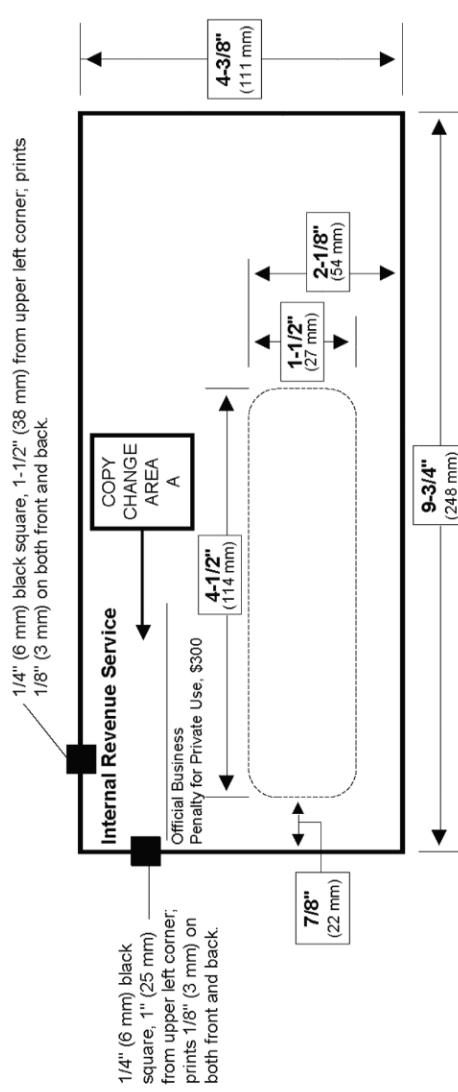 1/4" (6 mm) black square, 1-1/2" (38 mm) from upper left corner; prints
1/8" (3 mm) on both front and back.
1/4" (6 mm) black
square, 1" (25 mm)
from upper left corner;
prints 1/8" (3 mm) on
both front and back.
Internal Revenue Service
Official Business
Penalty for Private Use, $300
COPY
CHANGE
AREA
A
4-1/2"
(114 mm)
1-1/2"
(27 mm)
2-1/8"
(54 mm)
4-3/8"
(111 mm)
7/8"
(22 mm)
9-3/4"
(248 mm)